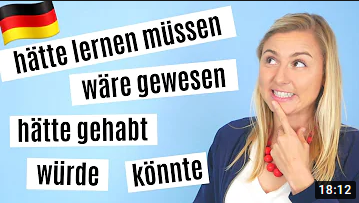 hätte lernen müssen
wäre gewesen
hätte gehabt
würde
könnte
18:12